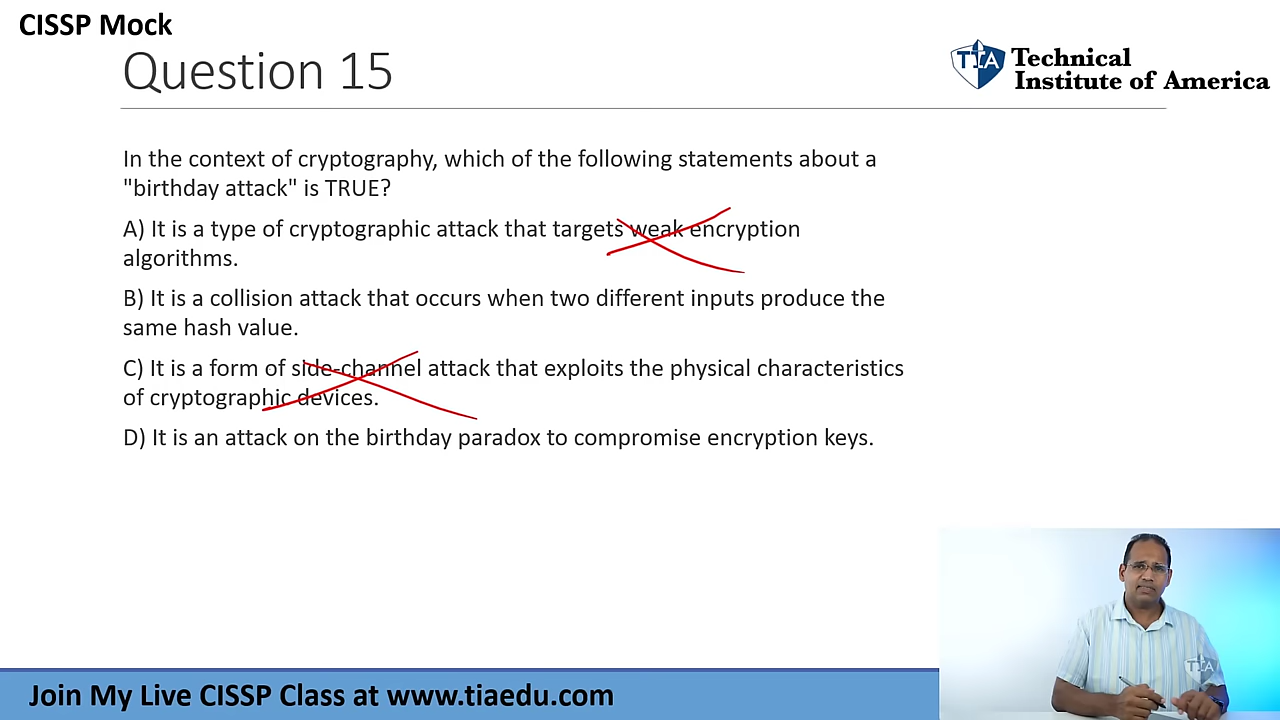 CISSP Mock
Question 15
TIA
Technical
Institute of America
In the context of cryptography, which of the following statements about a
"birthday attack" is TRUE?
A) It is a type of cryptographic attack that targets weak encryption
algorithms.
B) It is a collision attack that occurs when two different inputs produce the
same hash value.
C) It is a form of side-channel attack that exploits the physical characteristics
of cryptographic devices.
D) It is an attack on the birthday paradox to compromise encryption keys.
TIA
Join My Live CISSP Class at www.tiaedu.com